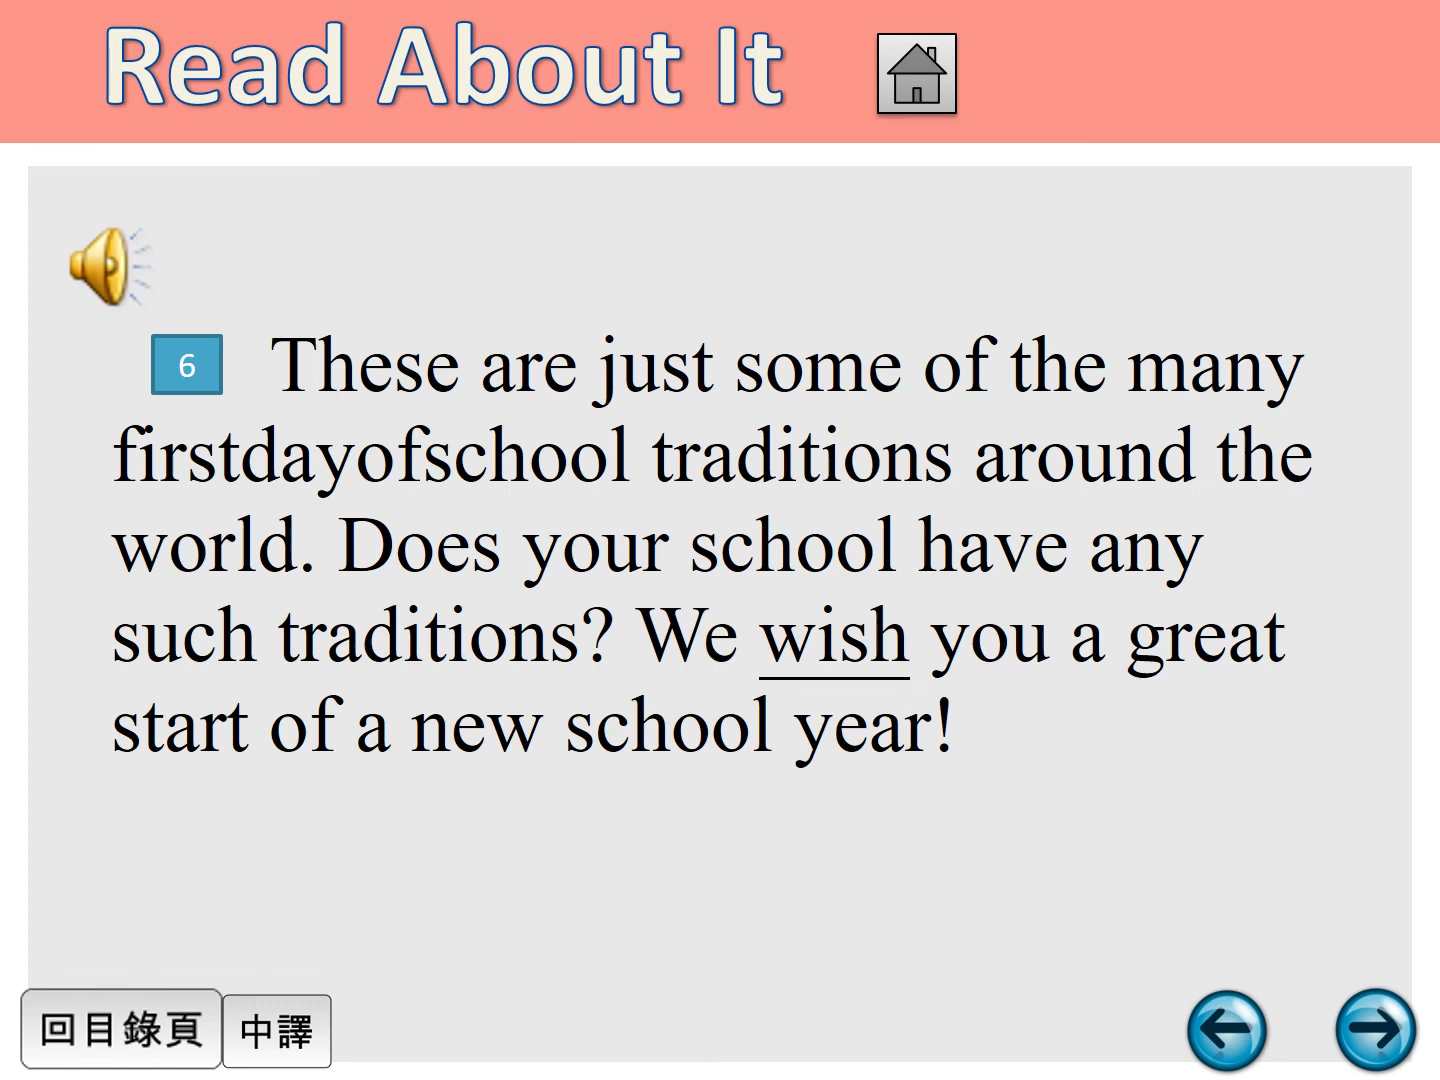 Read About It
6 These are just some of the many
firstdayofschool traditions around the
world. Does your school have any
such traditions? We wish you a great
start of a new school year!
回目錄頁 中譯